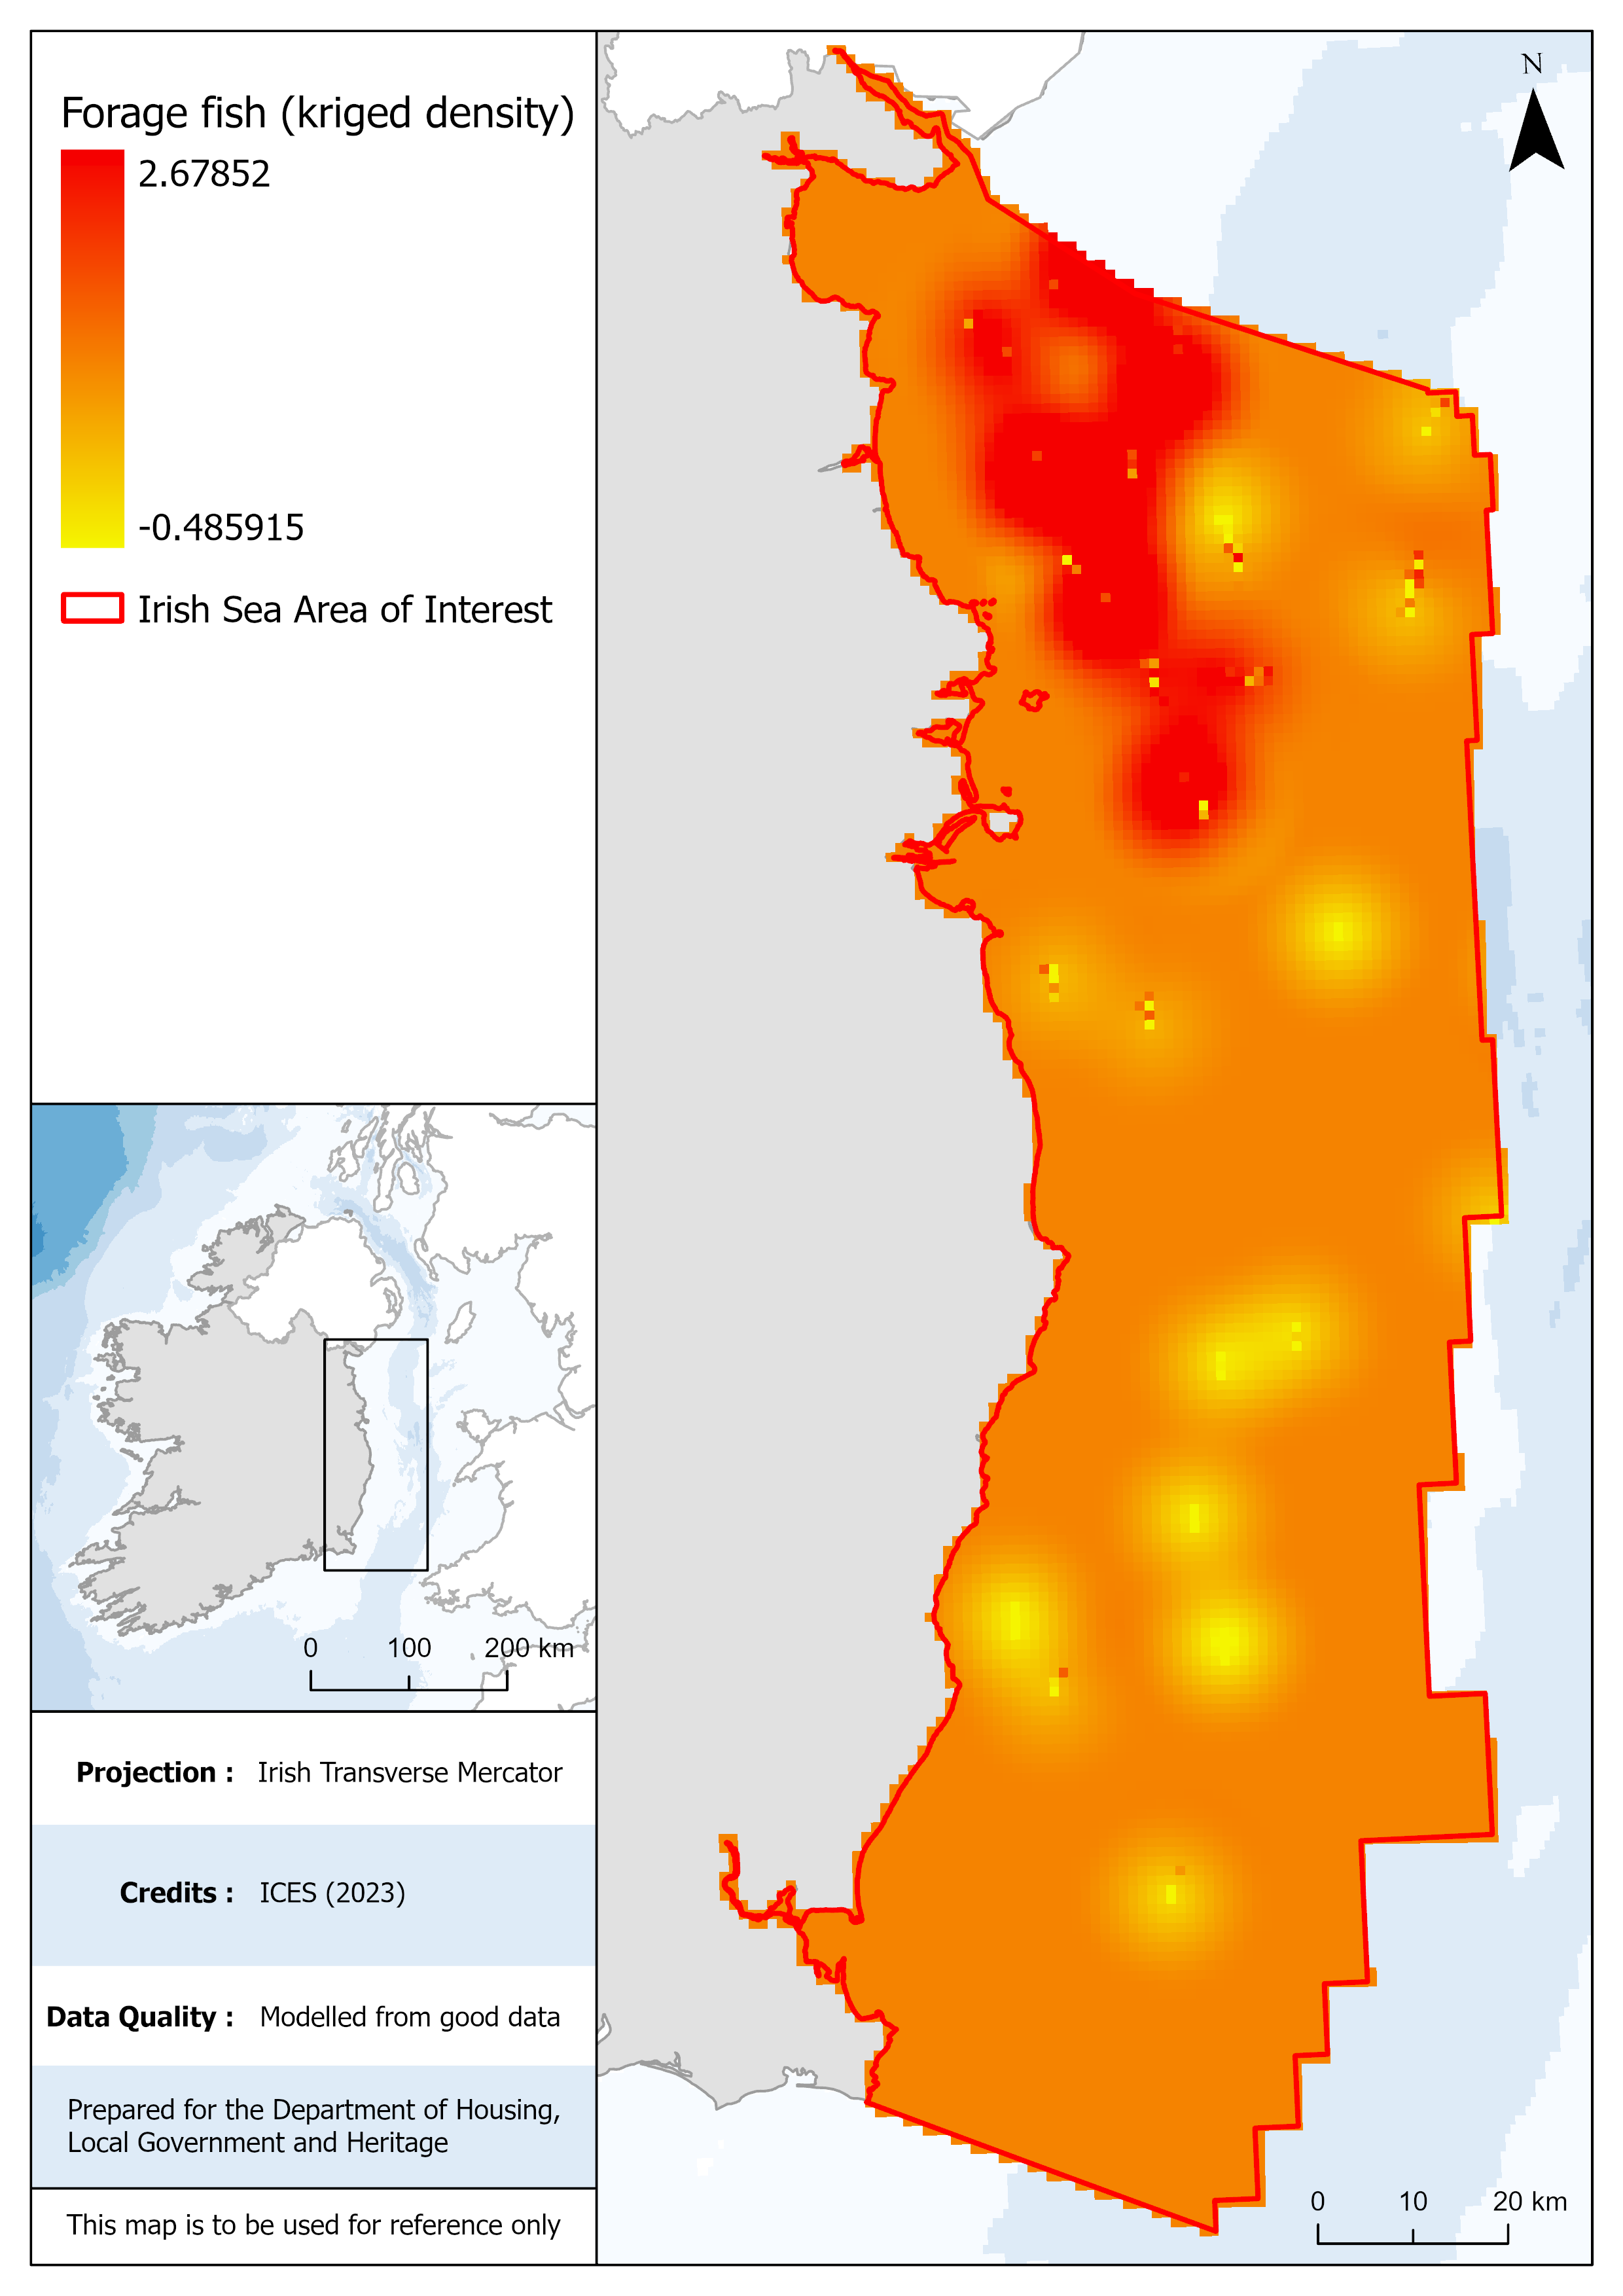 Forage fish (kriged density)
2.67852
-0.485915
Irish Sea Area of Interest
N
0 100 200 km
Projection : Irish Transverse Mercator
Credits : ICES (2023)
Data Quality : Modelled from good data
Prepared for the Department of Housing,
Local Government and Heritage
This map is to be used for reference only
0 10 20 km